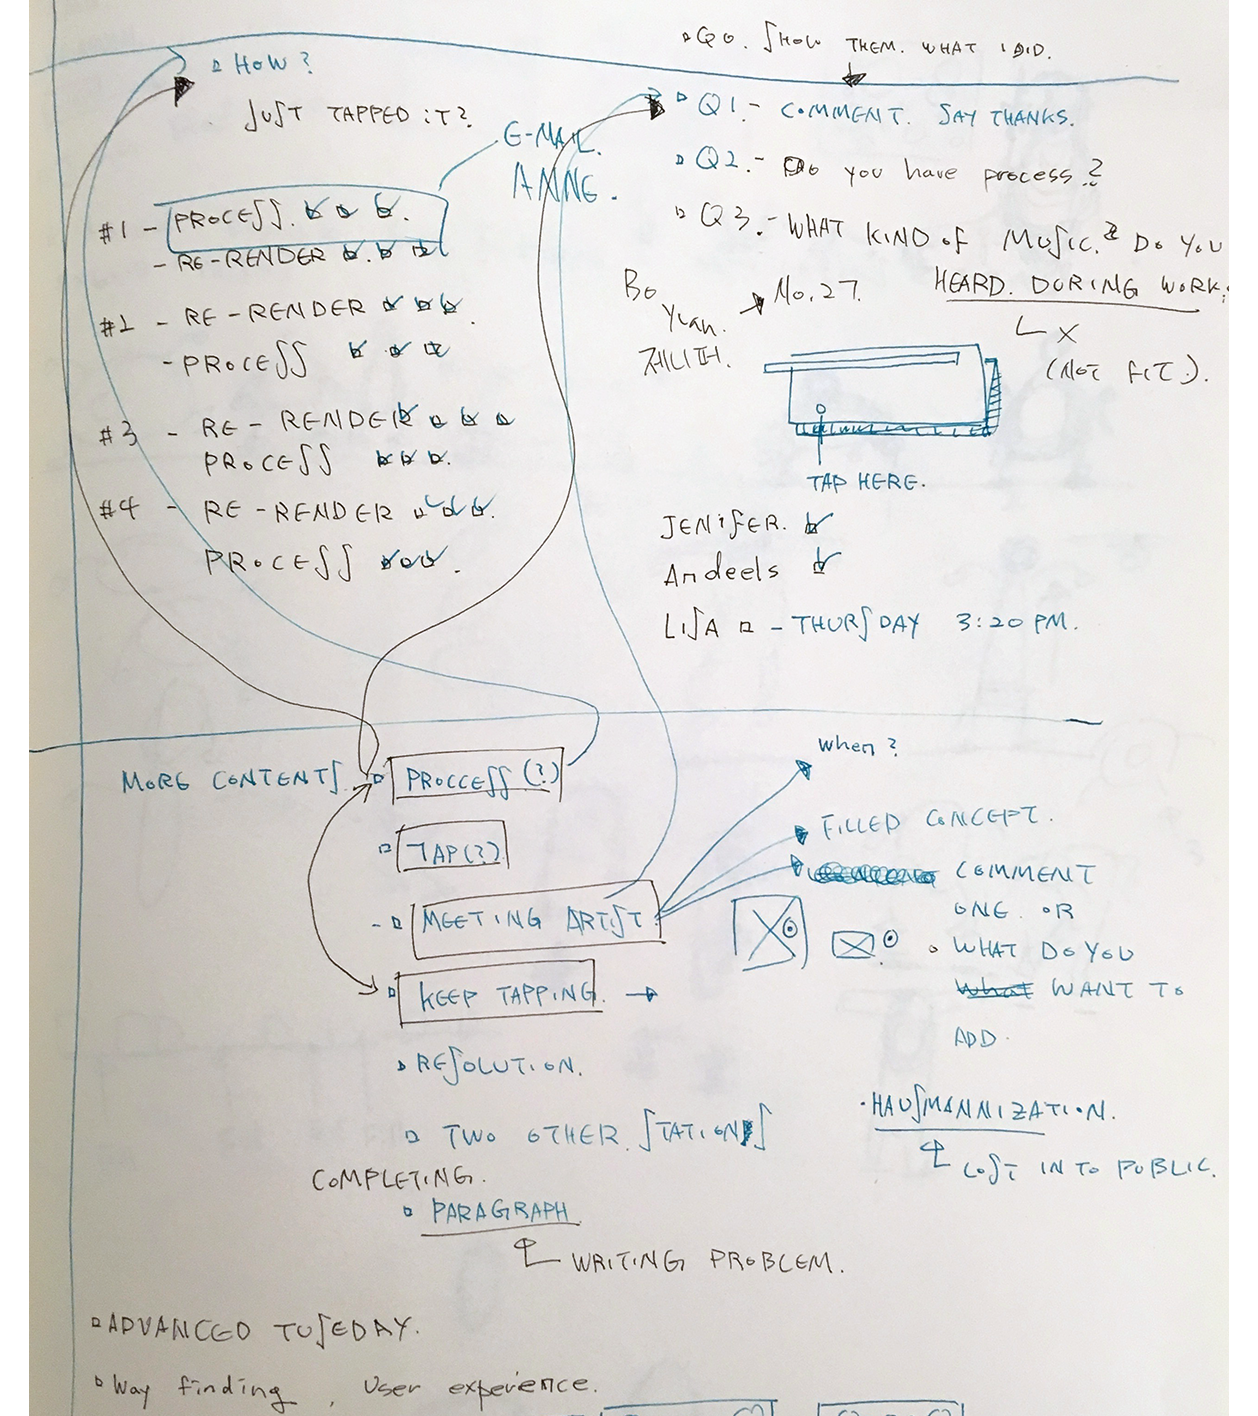 HOW?
JUST TAPPED IT?
G-MAIL.
ANNE.
#1 - PROCESS.
- RE-RENDER
#2 - RE-RENDER
- PROCESS
#3 - RE-RENDER
PROCESS
#4 - RE-RENDER
PROCESS
Q0. SHOW THEM. WHAT I DID.
Q1.- COMMENT. SAY THANKS.
Q2.- Do you have process?
Q3.- WHAT KIND of MUSIC.? DO YOU
HEARD. DURING WORK.
X
(NOT FIT.).
Bo
Yuan.
No.27.
TAP HERE.
JENIFER.
Andeels
LISA - THURSDAY 3:20 PM.
MORE CONTENTS.
PROCCESS(?)
TAP(?)
- MEETING ARTIST.
KEEP TAPPING.
RESOLUTION.
TWO OTHER. STATIONS
COMPLETING.
PARAGRAPH
WRITING PROBLEM.
when?
FILLED CONCEPT.
COMMENT
ONE. OR
WHAT DO YOU
What WANT TO
ADD.
HAUSMANNIZATION.
LOST IN TO PUBLIC.
ADVANCED TUSEDAY.
Way finding, User experience.